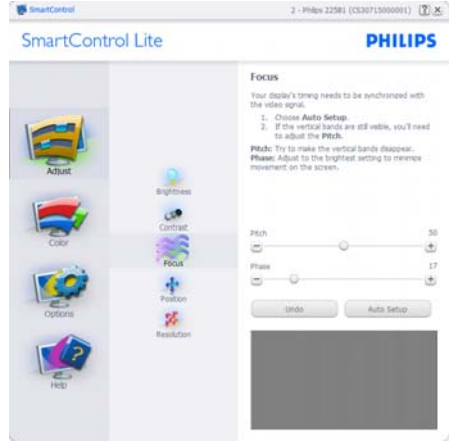 SmartControl
2 - Philips 225B1 (CS30715000001)
SmartControl Lite
PHILIPS
Adjust
Color
Options
Help
Brightness
Contrast
Focus
Position
Resolution
Focus
Your display's timing needs to be synchronized with
the video signal.
1. Choose Auto Setup.
2. If the vertical bands are still visible, you'll need
to adjust the Pitch.
Pitch: Try to make the vertical bands disappear.
Phase: Adjust to the brightest setting to minimize
movement on the screen.
Pitch
50
Phase
17
Undo
Auto Setup